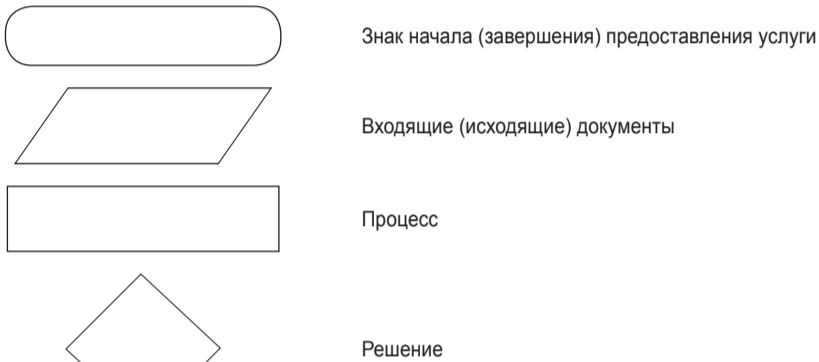 Знак начала (завершения) предоставления услуги
Входящие (исходящие) документы
Процесс
Решение